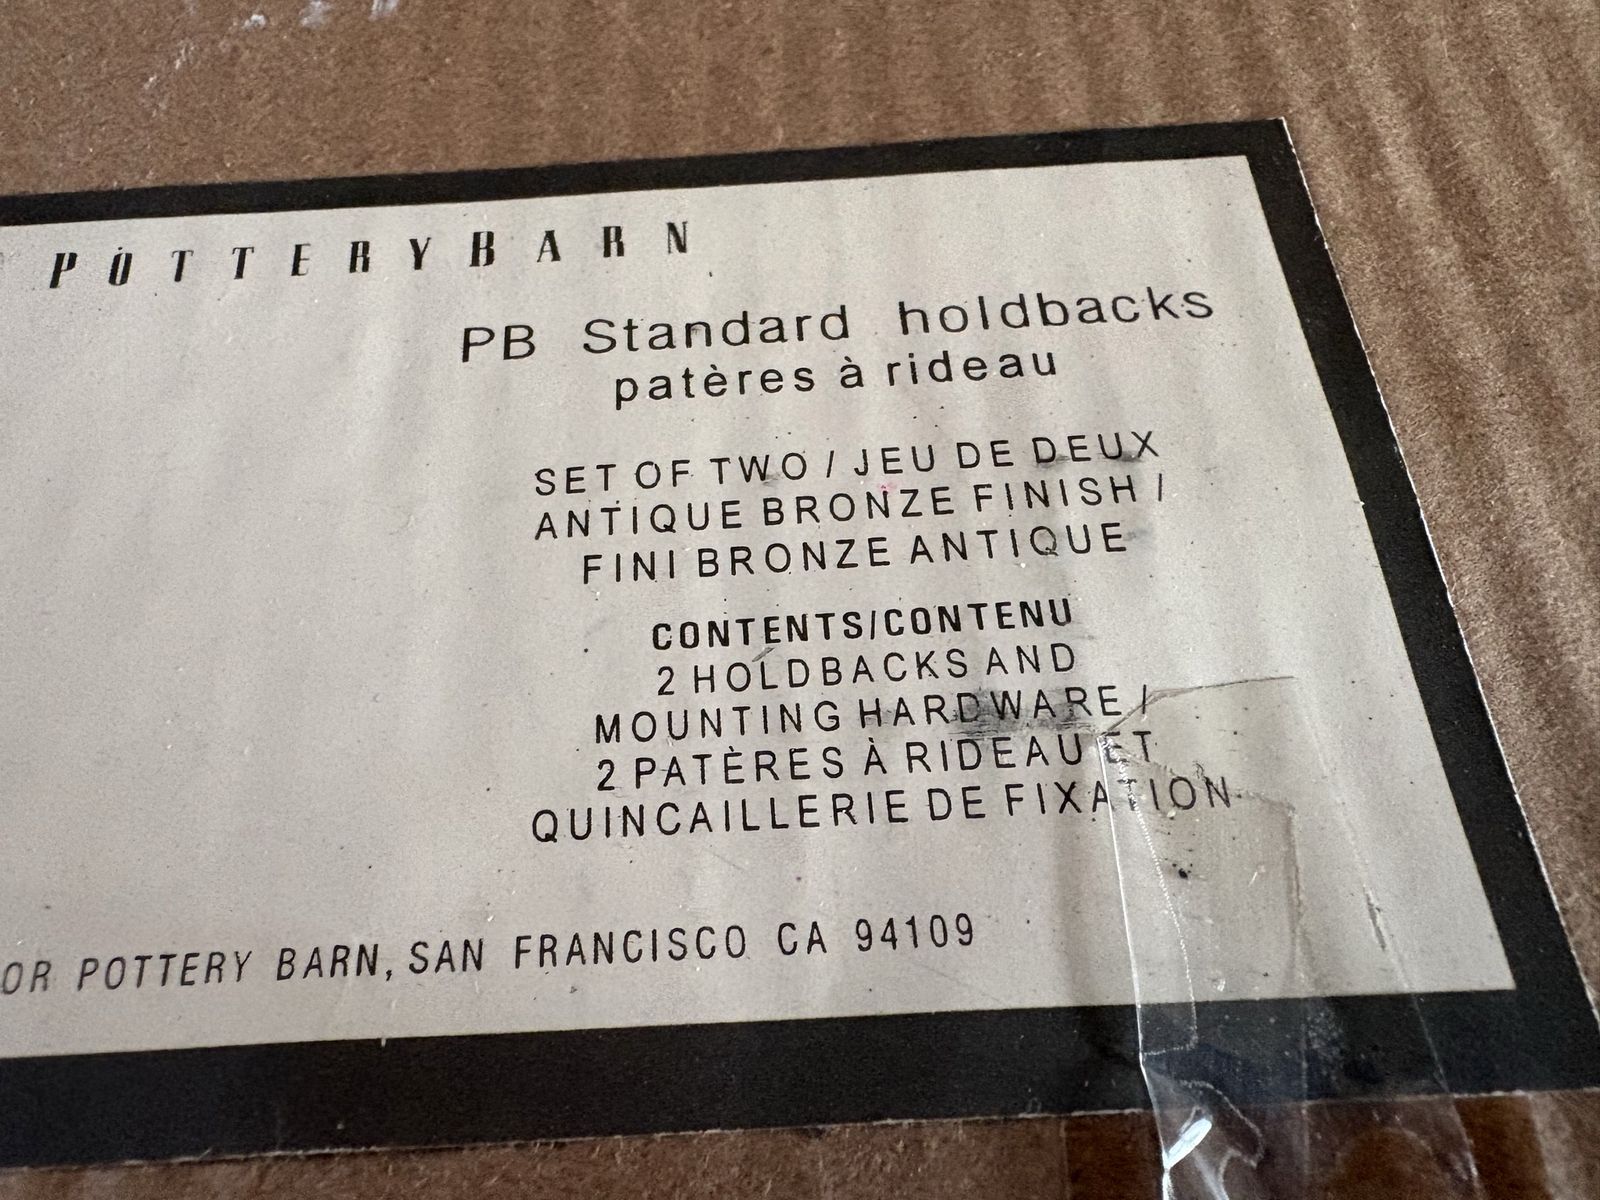 POTTERYBARN
PB Standard holdbacks
patères à rideau
SET OF TWO / JEU DE DEUX
ANTIQUE BRONZE FINISH /
FINI BRONZE ANTIQUE
CONTENTS/CONTENU
2 HOLDBACKS AND
MOUNTING HARDWARE /
2 PATÈRES À RIDEAU ET
QUINCAILLERIE DE FIXATION
OR POTTERY BARN, SAN FRANCISCO CA 94109